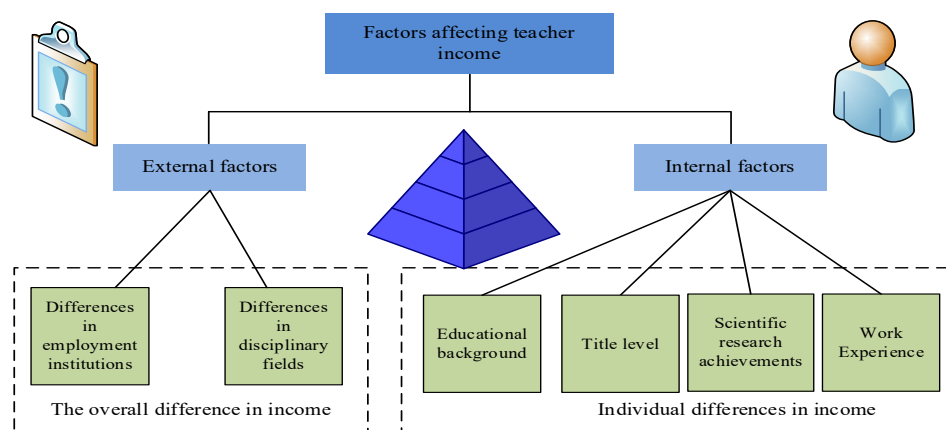 Factors affecting teacher
income
External factors
Internal factors
Differences
in
employment
institutions
Differences
in
disciplinary
fields
Educational
background
Title level
Scientific
research
achievements
Work
Experience
The overall difference in income
Individual differences in income